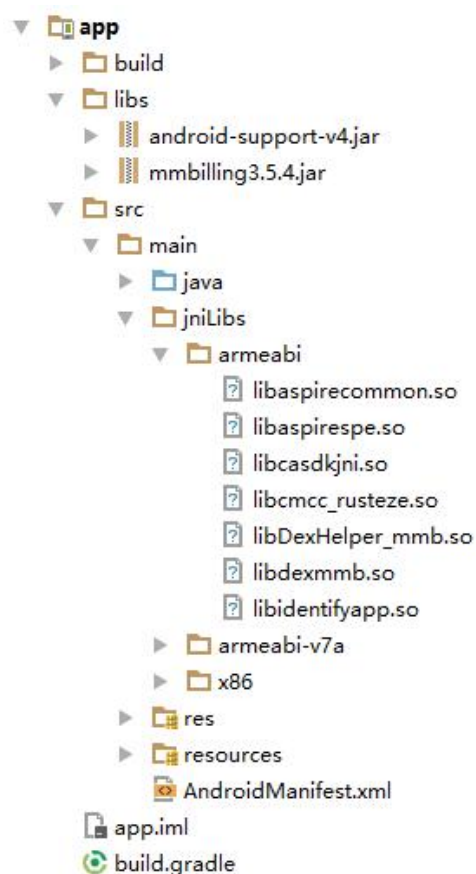 app
build
libs
android-support-v4.jar
mmbilling3.5.4.jar
src
main
java
jniLibs
armeabi
libaspirecommon.so
libaspirespe.so
libcasdkjni.so
libcmcc_rusteze.so
libDexHelper_mmb.so
libdexmmb.so
libidentifyapp.so
armeabi-v7a
x86
res
resources
AndroidManifest.xml
app.iml
build.gradle